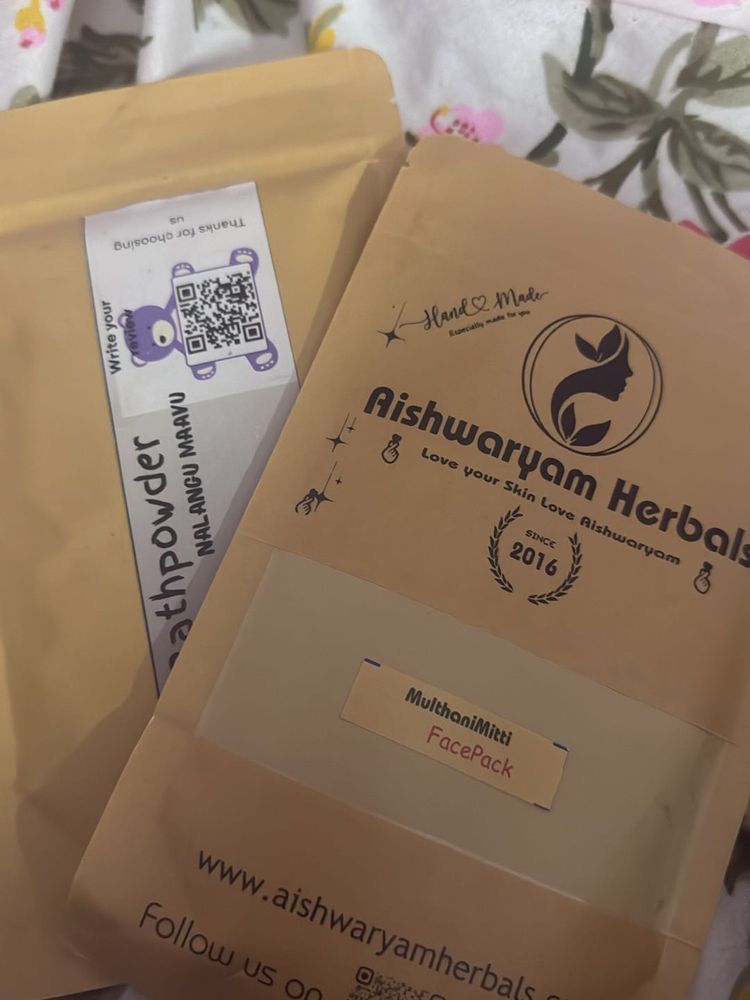 Thanks for choosing
us
Write your
review
bathpowder
NALANGU MAAVU
Hand Made
Especially made for you
Aishwaryam Herbals
Love your Skin Love Aishwaryam
SINCE
2016
MulthaniMitti
FacePack
www.aishwaryamherbals.c
Follow us on